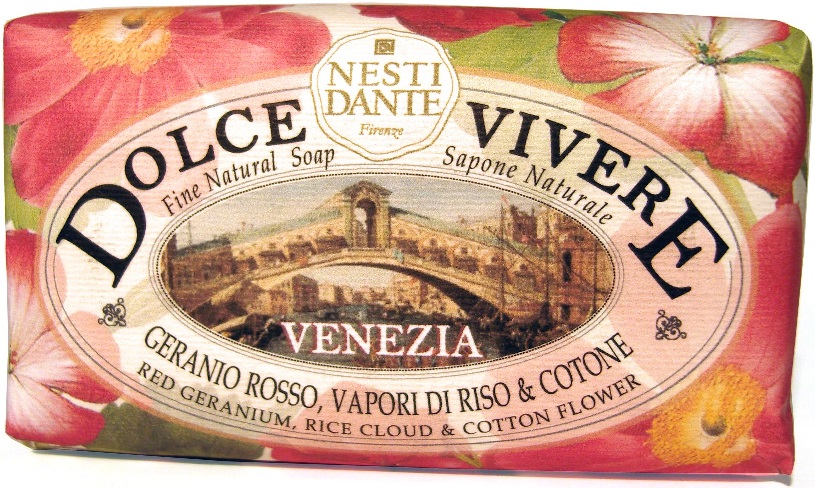 NESTI
DANTE
Firenze
DOLCE VIVERE
Fine Natural Soap
Sapone Naturale
VENEZIA
GERANIO ROSSO, VAPORI DI RISO & COTONE
RED GERANIUM, RICE CLOUD & COTTON FLOWER